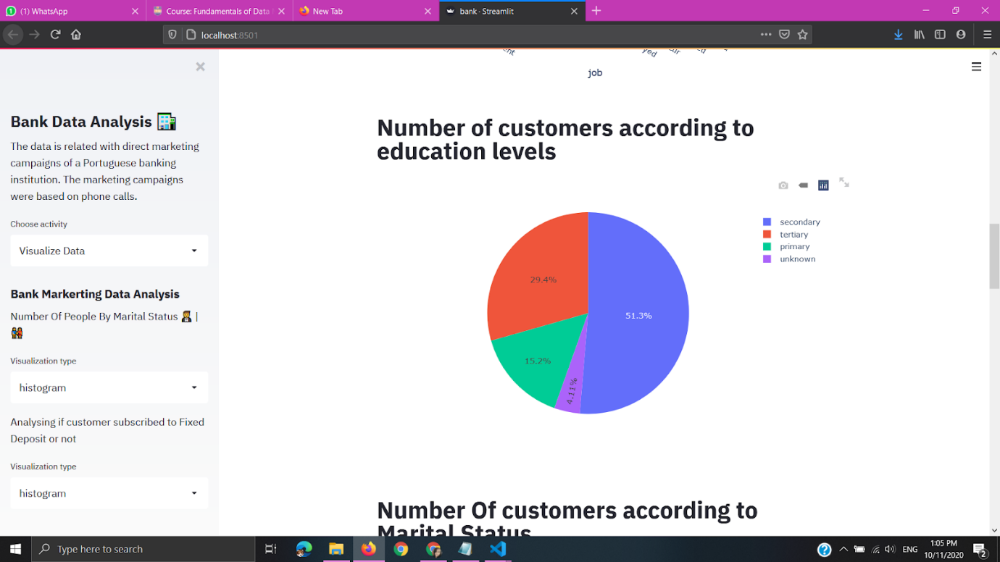 (1) WhatsApp
Course: Fundamentals of Data
New Tab
bank · Streamlit
localhost:8501
Bank Data Analysis
The data is related with direct marketing
campaigns of a Portuguese banking
institution. The marketing campaigns
were based on phone calls.
Choose activity
Visualize Data
Bank Markerting Data Analysis
Number Of People By Marital Status |
Visualization type
histogram
Analysing if customer subscribed to Fixed
Deposit or not
Visualization type
histogram
job
Number of customers according to
education levels
secondary
tertiary
primary
unknown
29.4%
51.3%
15.2%
4.11%
Number Of customers according to
Marital Status
Type here to search
ENG
1:05 PM
10/11/2020
2